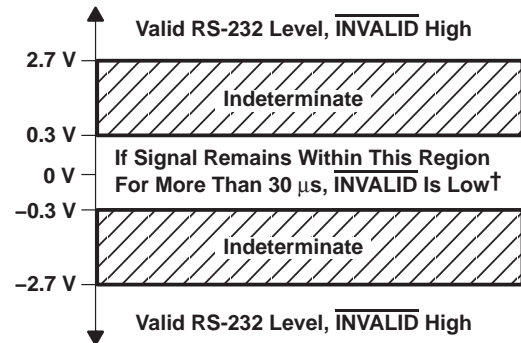 Valid RS-232 Level, INVALID High
2.7 V
Indeterminate
0.3 V
If Signal Remains Within This Region
0 V
For More Than 30 μs, INVALID Is Low†
−0.3 V
Indeterminate
−2.7 V
Valid RS-232 Level, INVALID High